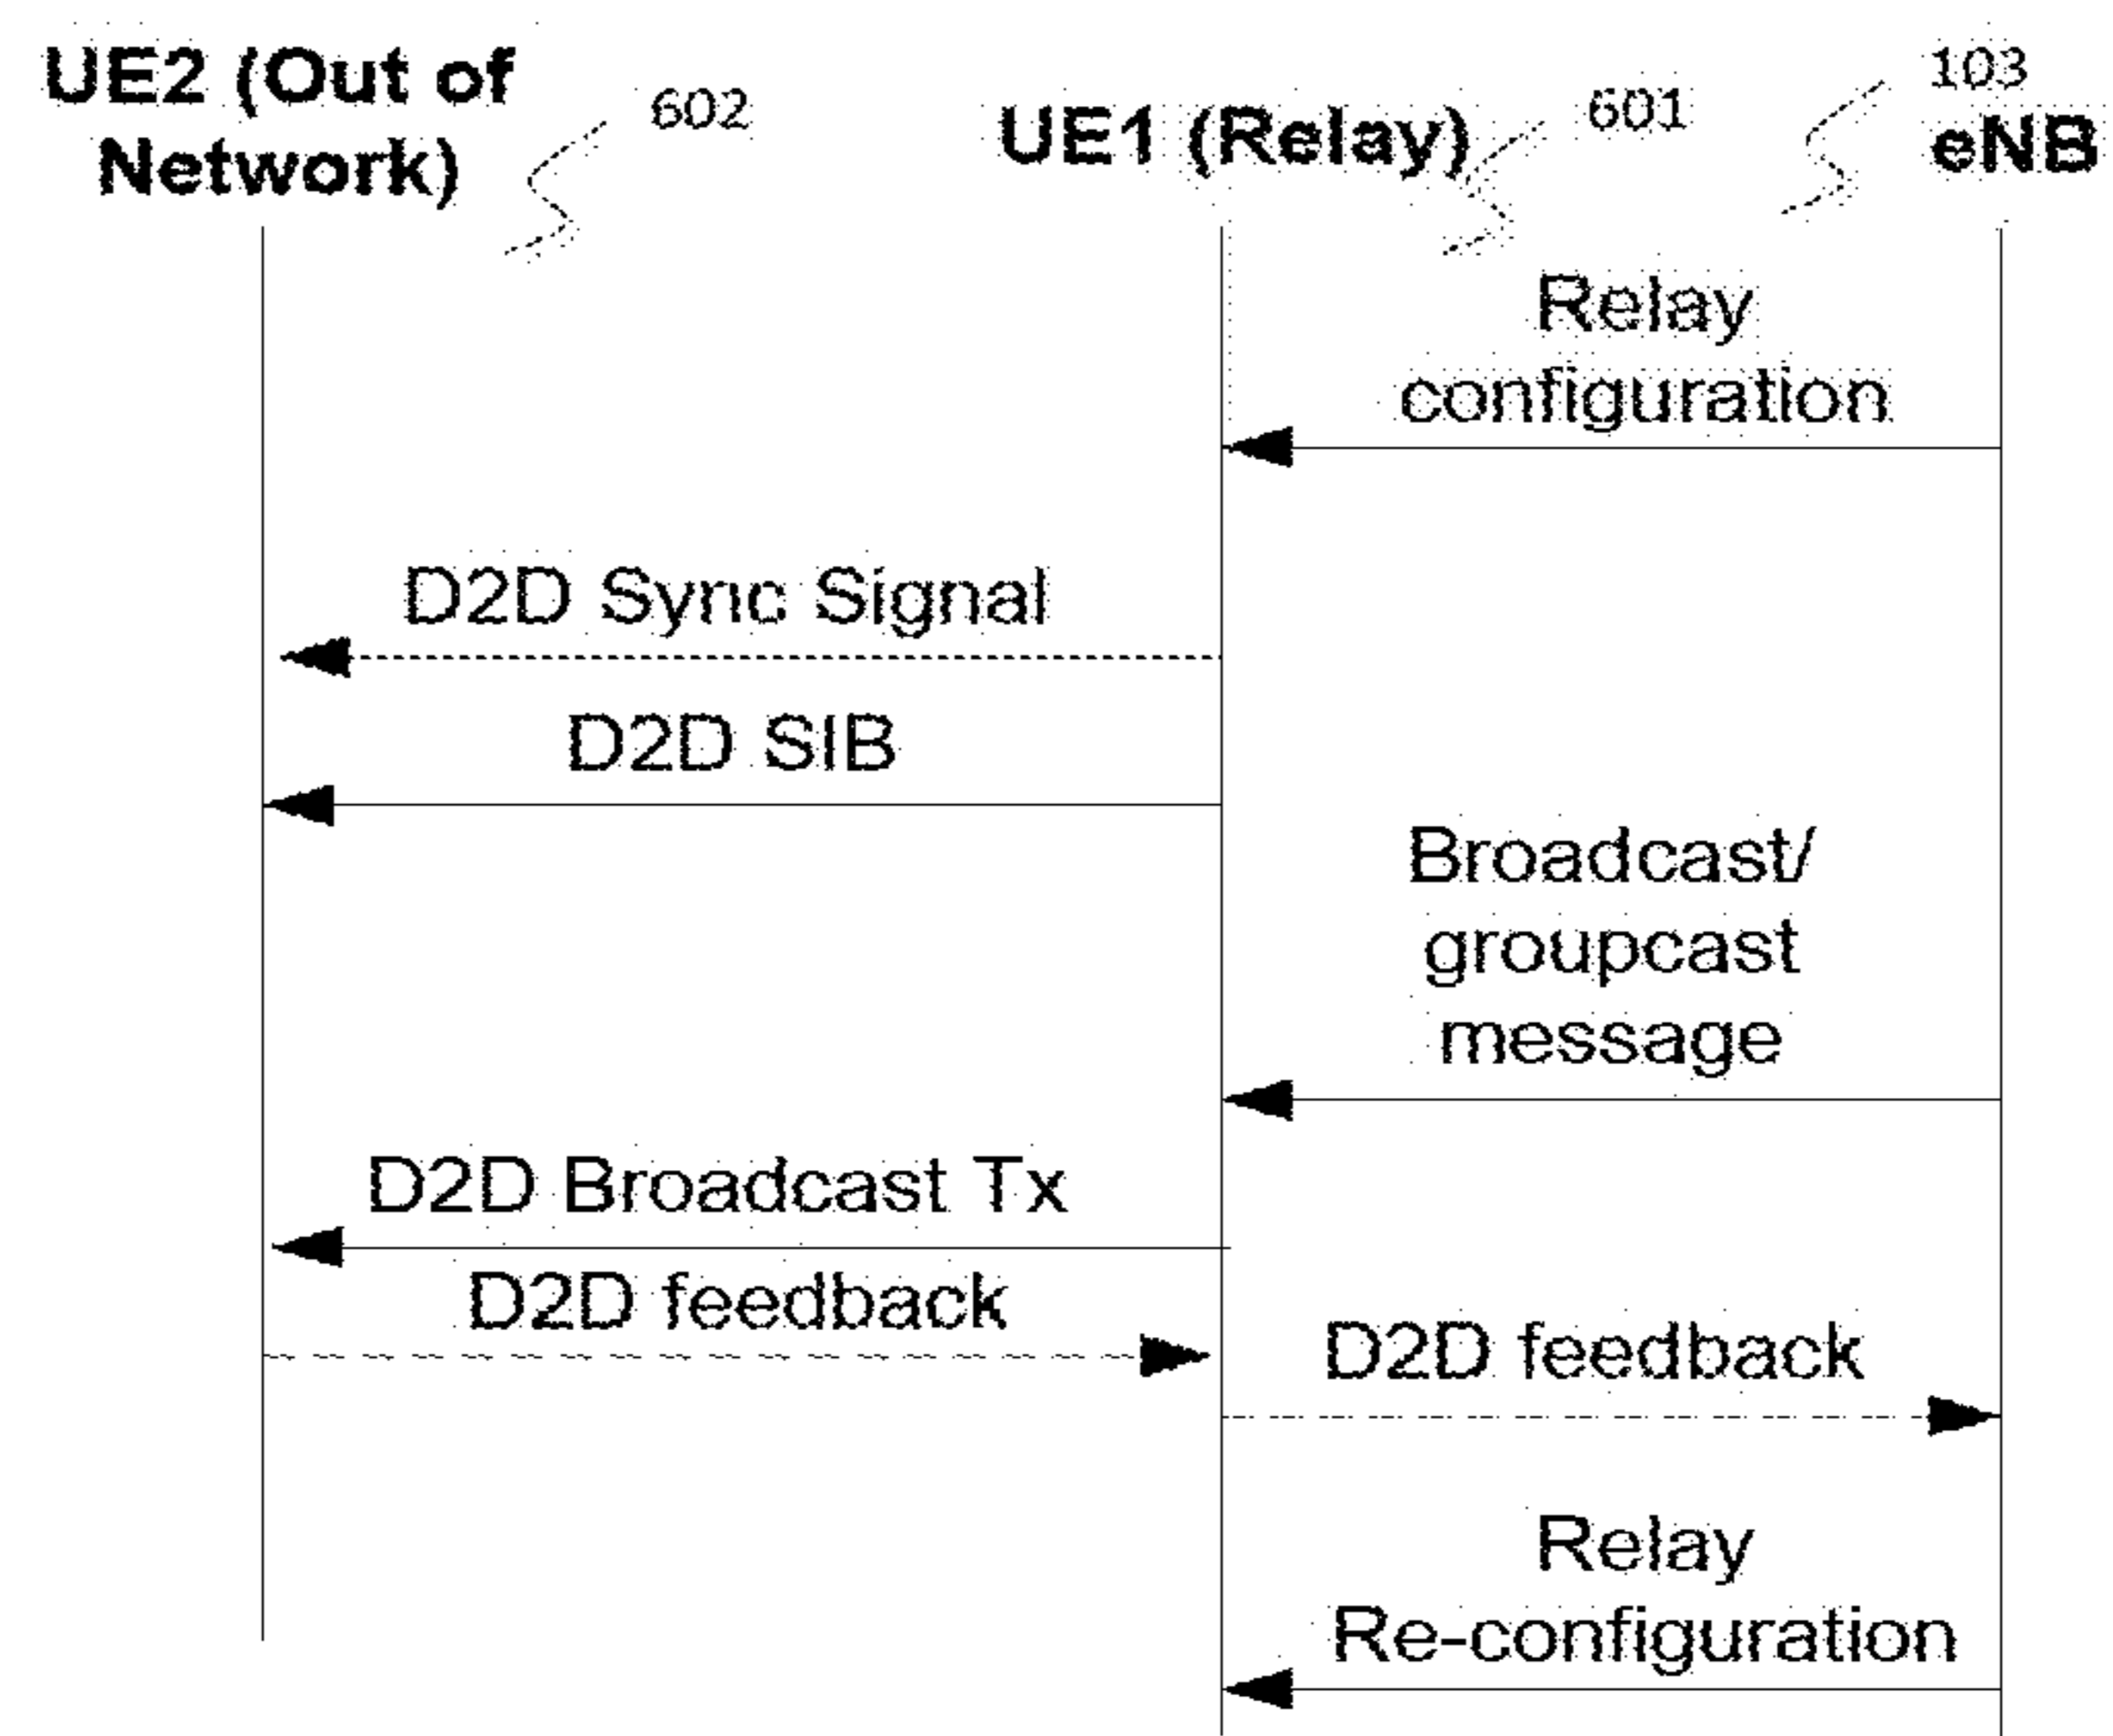 UE2 (Out of
Network)
602
UE1 (Relay)
601
103
eNB
Relay
configuration
D2D Sync Signal
D2D SIB
Broadcast/
groupcast
message
D2D Broadcast Tx
D2D feedback
D2D feedback
Relay
Re-configuration